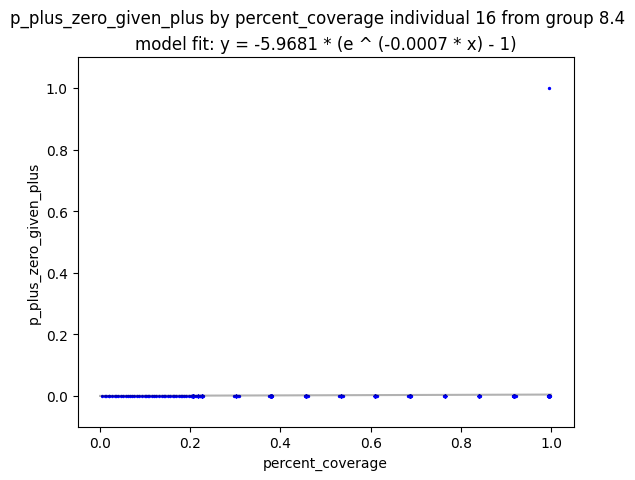 p_plus_zero_given_plus by percent_coverage individual 16 from group 8.4
model fit: y = -5.9681 * (e ^ (-0.0007 * x) - 1)
1.0
0.8
0.6
0.4
0.2
0.0
p_plus_zero_given_plus
0.0 0.2 0.4 0.6 0.8 1.0
percent_coverage